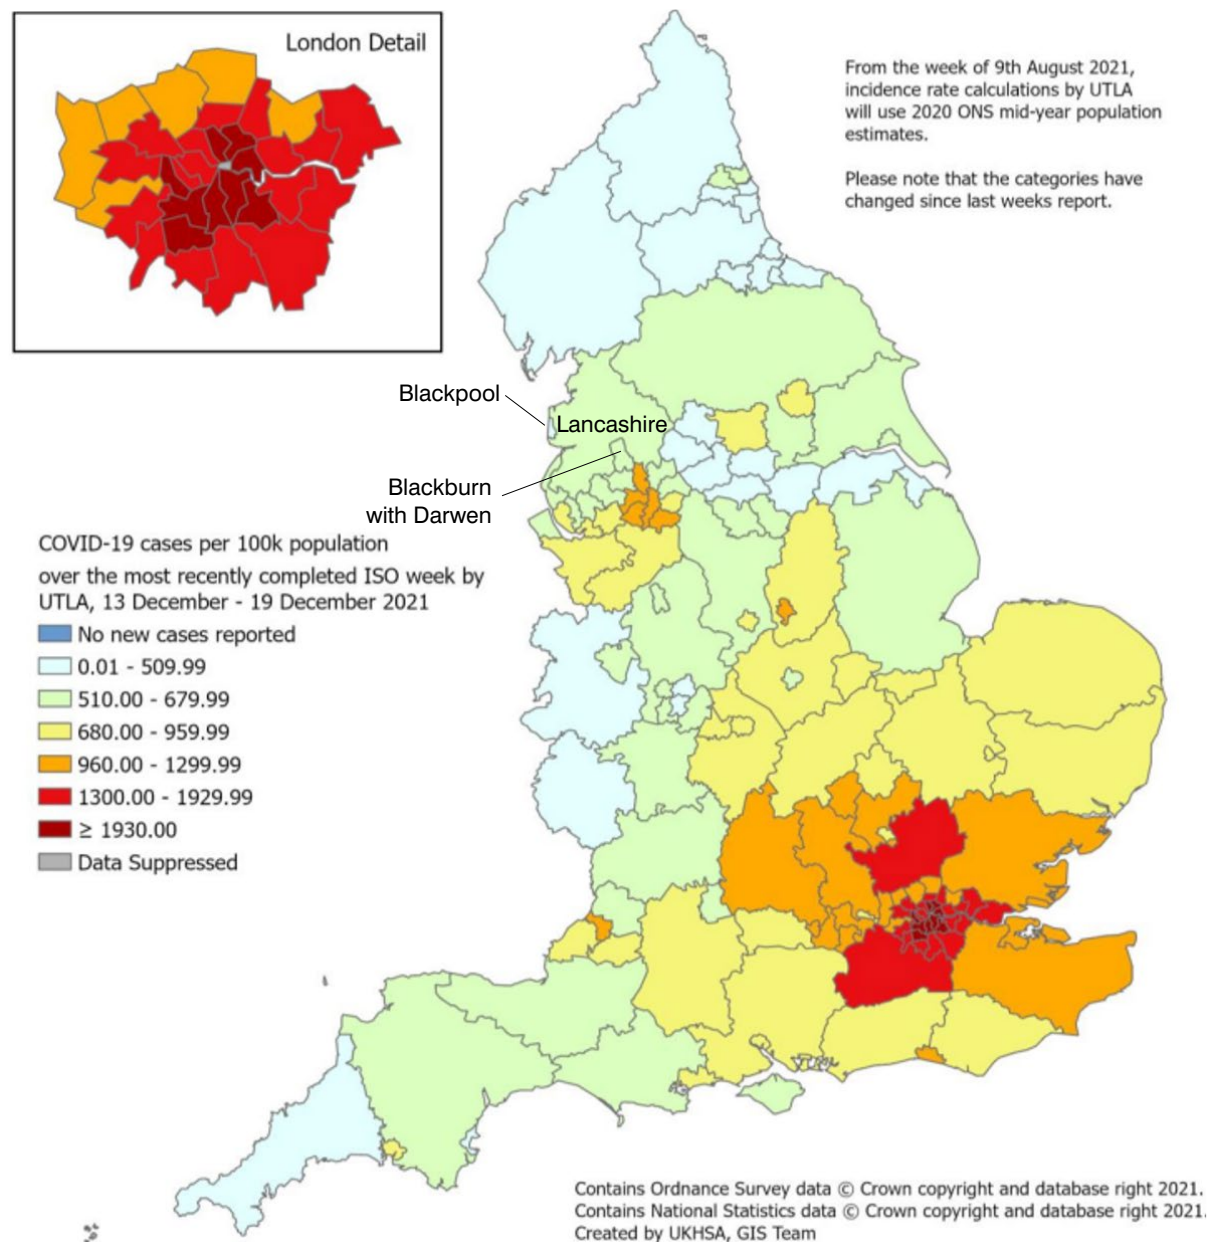 London Detail
From the week of 9th August 2021,
incidence rate calculations by UTLA
will use 2020 ONS mid-year population
estimates.
Please note that the categories have
changed since last weeks report.
Blackpool
Lancashire
Blackburn
with Darwen
COVID-19 cases per 100k population
over the most recently completed ISO week by
UTLA, 13 December - 19 December 2021
No new cases reported
0.01 - 509.99
510.00 - 679.99
680.00 - 959.99
960.00 - 1299.99
1300.00 - 1929.99
≥ 1930.00
Data Suppressed
Contains Ordnance Survey data © Crown copyright and database right 2021.
Contains National Statistics data © Crown copyright and database right 2021.
Created by UKHSA, GIS Team